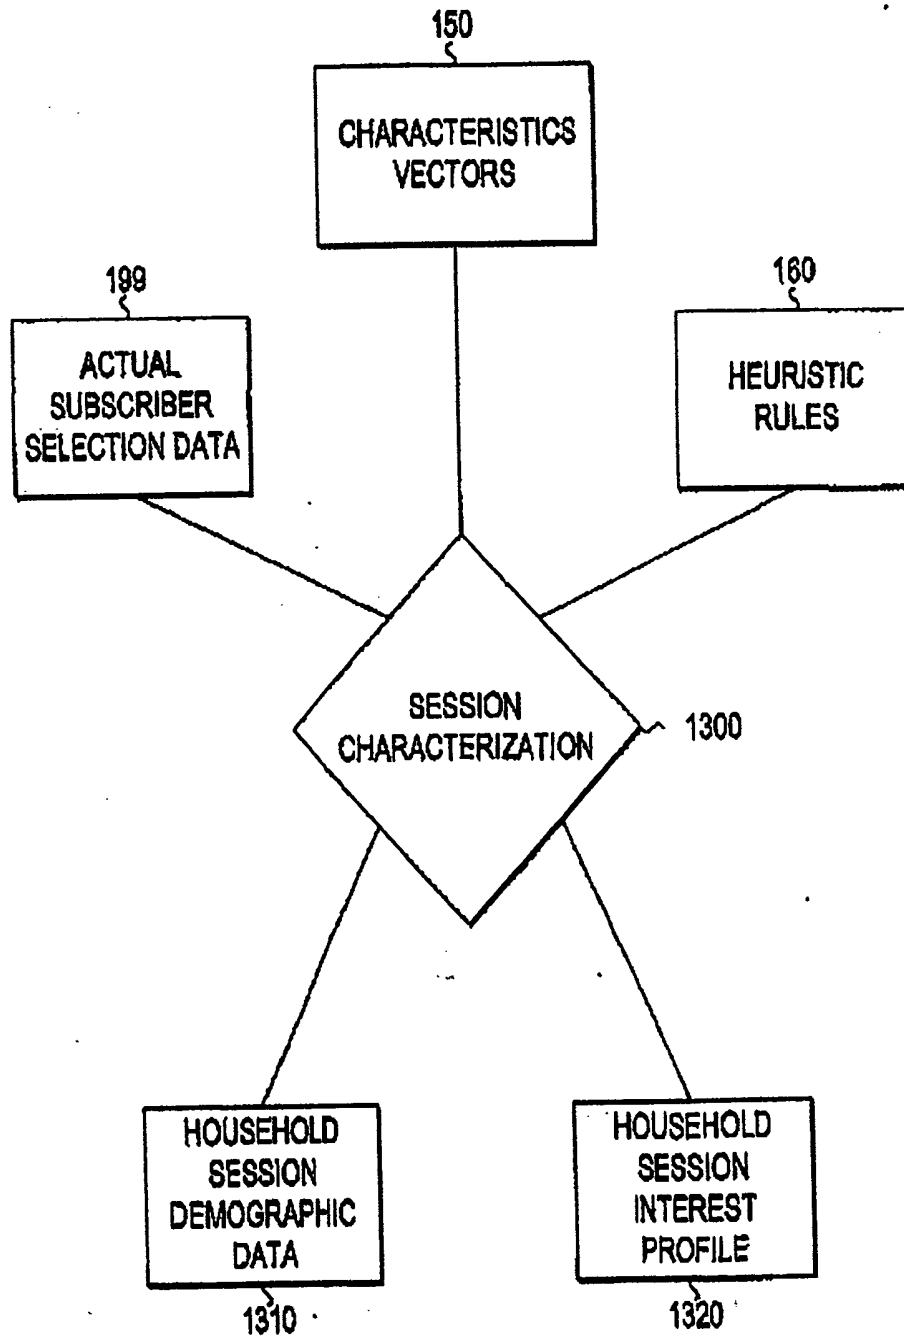 150
CHARACTERISTICS
VECTORS
199
ACTUAL
SUBSCRIBER
SELECTION DATA
160
HEURISTIC
RULES
SESSION
CHARACTERIZATION
1300
HOUSEHOLD
SESSION
DEMOGRAPHIC
DATA
1310
HOUSEHOLD
SESSION
INTEREST
PROFILE
1320